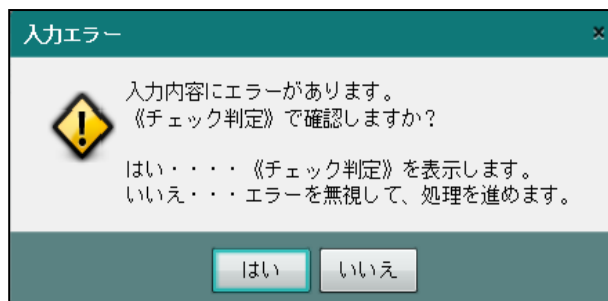 入力エラー
入力内容にエラーがあります。
《チェック判定》で確認しますか？
はい・・・・《チェック判定》を表示します。
いいえ・・・エラーを無視して、処理を進めます。
はい
いいえ